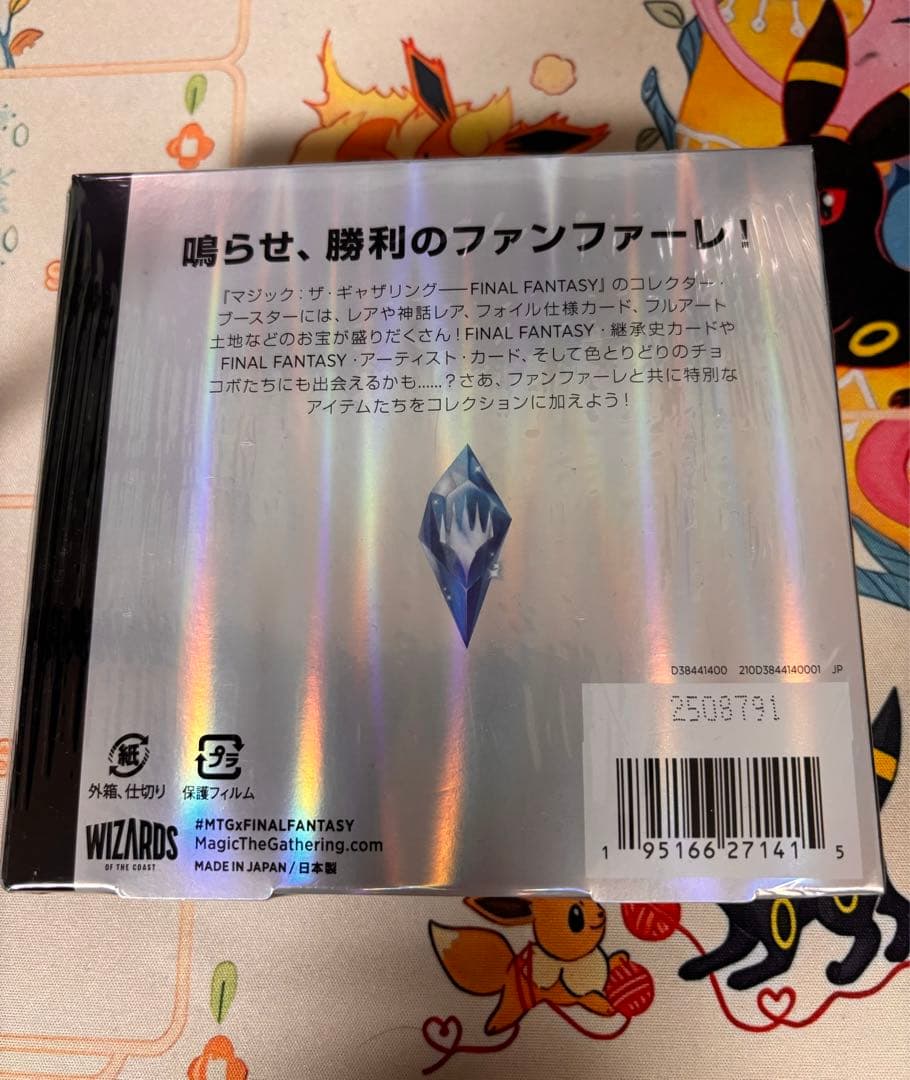 鳴らせ、勝利のファンファーレ!
『マジック:ザ・ギャザリング──FINAL FANTASY』のコレクター・
ブースターには、レアや神話レア、フォイル仕様カード、フルアート
土地などのお宝が盛りだくさん!FINAL FANTASY・継承史カードや
FINAL FANTASY・アーティスト・カード、そして色とりどりのチョ
コボたちにも出会えるかも......?さあ、ファンファーレと共に特別な
アイテムたちをコレクションに加えよう!
D38441400 210D3844140001 JP
2508791
1 95166 27141 5
紙
外箱、仕切り
プラ
保護フィルム
WIZARDS
OF THE COAST
#MTGxFINALFANTASY
MagicTheGathering.com
MADE IN JAPAN / 日本製